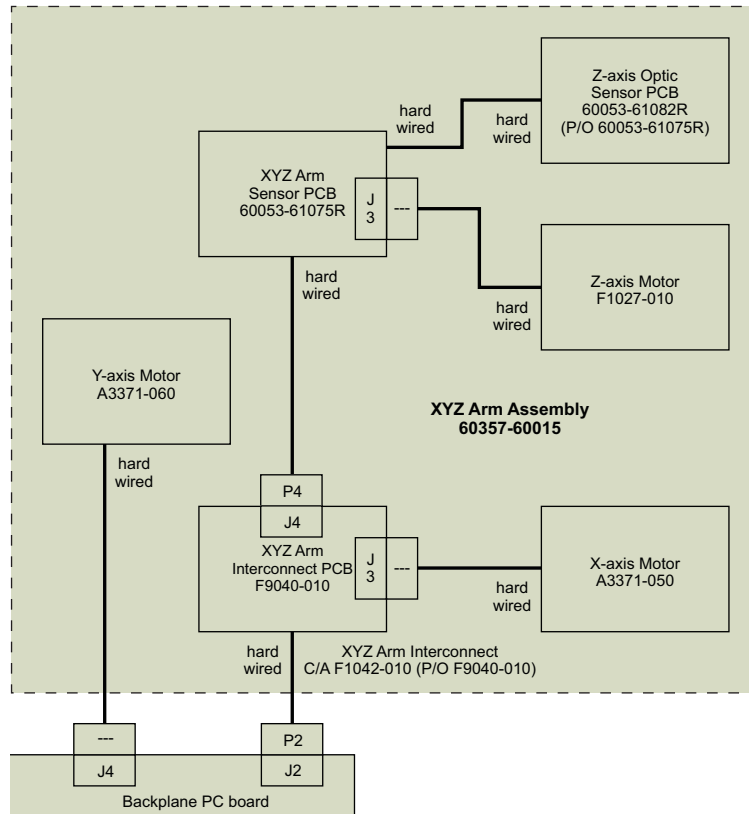 Z-axis Optic
Sensor PCB
60053-61082R
(P/O 60053-61075R)
hard
wired
hard
wired
XYZ Arm
Sensor PCB
60053-61075R
J
3
---
hard
wired
Z-axis Motor
F1027-010
hard
wired
Y-axis Motor
A3371-060
XYZ Arm Assembly
60357-60015
hard
wired
P4
J4
XYZ Arm
Interconnect PCB
F9040-010
J
3
---
X-axis Motor
A3371-050
hard
wired
hard
wired
XYZ Arm Interconnect
C/A F1042-010 (P/O F9040-010)
---
J4
P2
J2
Backplane PC board